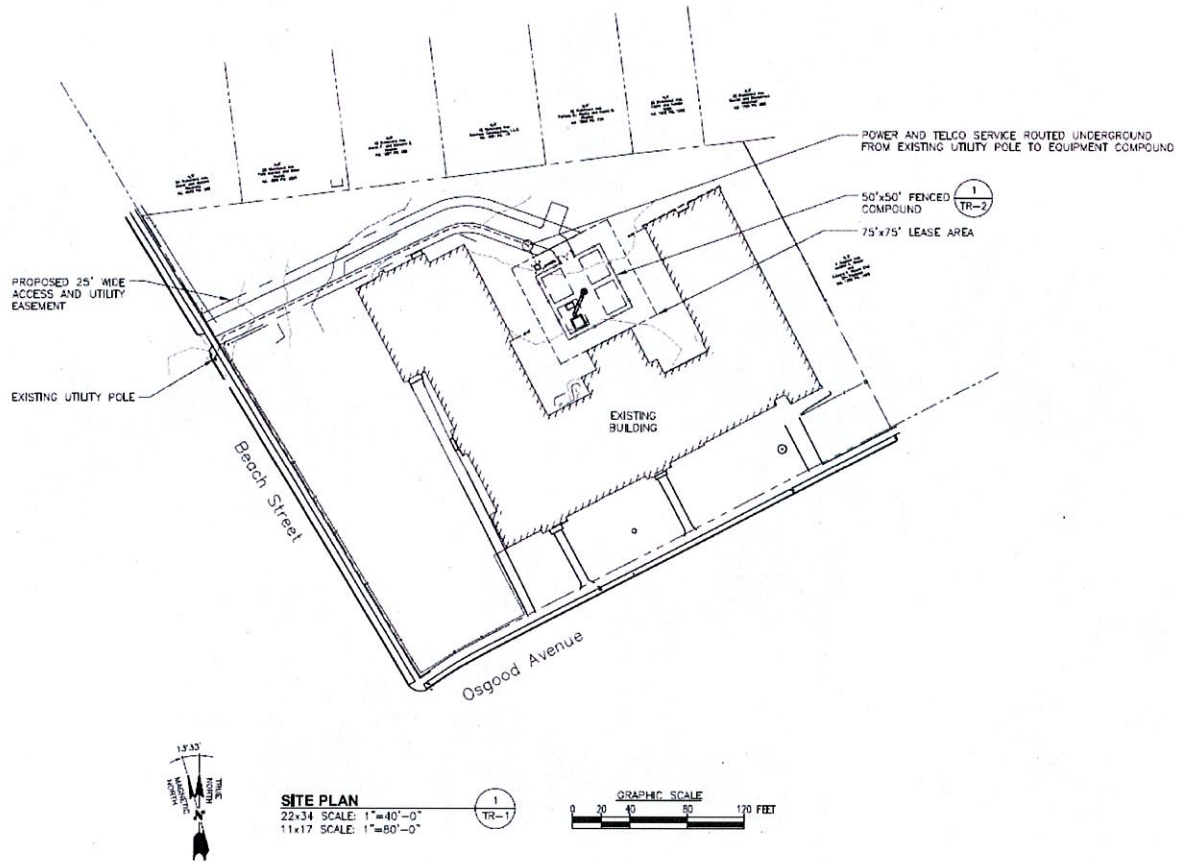 POWER AND TELCO SERVICE ROUTED UNDERGROUND
FROM EXISTING UTILITY POLE TO EQUIPMENT COMPOUND
50'x50' FENCED
COMPOUND
1
TR-2
75'x75' LEASE AREA
PROPOSED 25' WIDE
ACCESS AND UTILITY
EASEMENT
EXISTING UTILITY POLE
EXISTING
BUILDING
Beach Street
Osgood Avenue
TRUE
NORTH
MAGNETIC
NORTH
SITE PLAN
22x34 SCALE: 1"=40'-0"
11x17 SCALE: 1"=80'-0"
1
TR-1
GRAPHIC SCALE
0 20 40 80 120 FEET